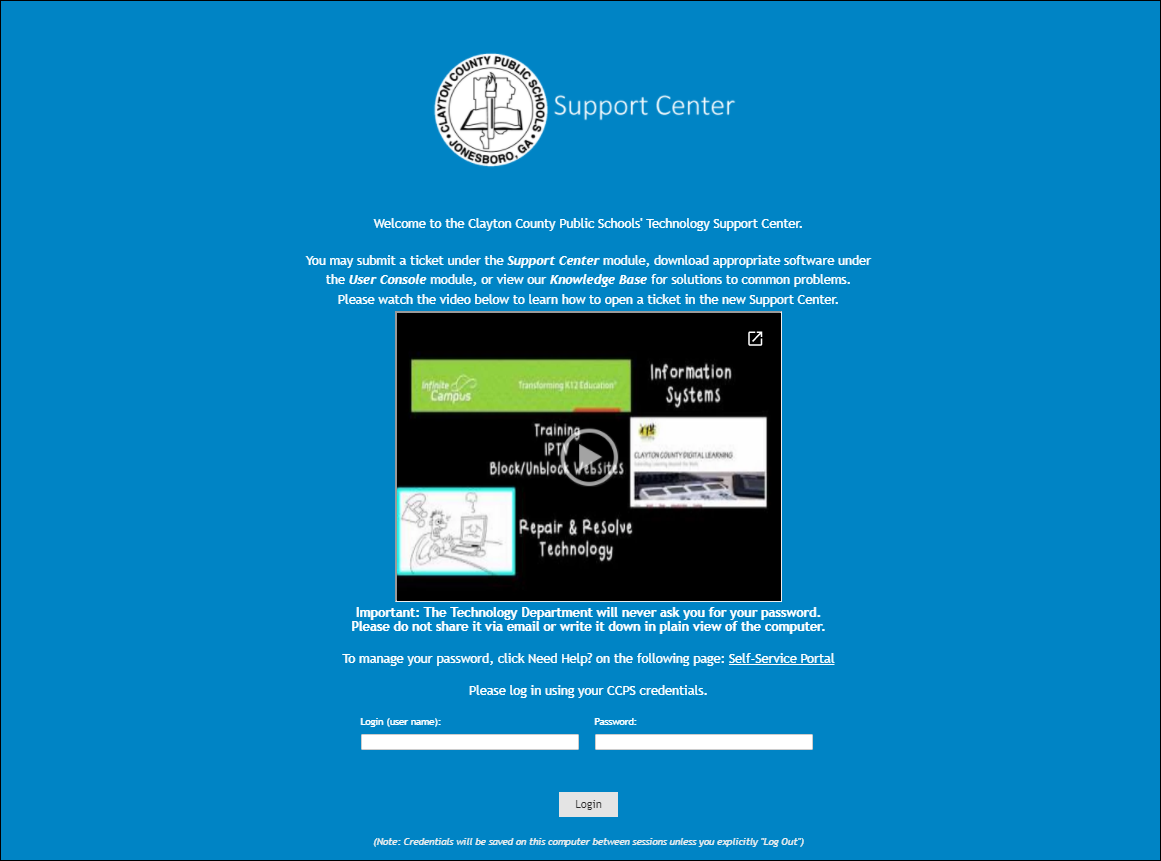 CLAYTON COUNTY PUBLIC SCHOOLS
• JONESBORO, GA •
Support Center
Welcome to the Clayton County Public Schools' Technology Support Center.
You may submit a ticket under the Support Center module, download appropriate software under
the User Console module, or view our Knowledge Base for solutions to common problems.
Please watch the video below to learn how to open a ticket in the new Support Center.
Infinite
Campus
Transforming K12 Education
Information
Systems
Training
IPTV
Block/Unblock Websites
CLAYTON COUNTY DIGITAL LEARNING
Repair & Resolve
Technology
Important: The Technology Department will never ask you for your password.
Please do not share it via email or write it down in plain view of the computer.
To manage your password, click Need Help? on the following page: Self-Service Portal
Please log in using your CCPS credentials.
Login (user name):
Password:
Login
(Note: Credentials will be saved on this computer between sessions unless you explicitly "Log Out")